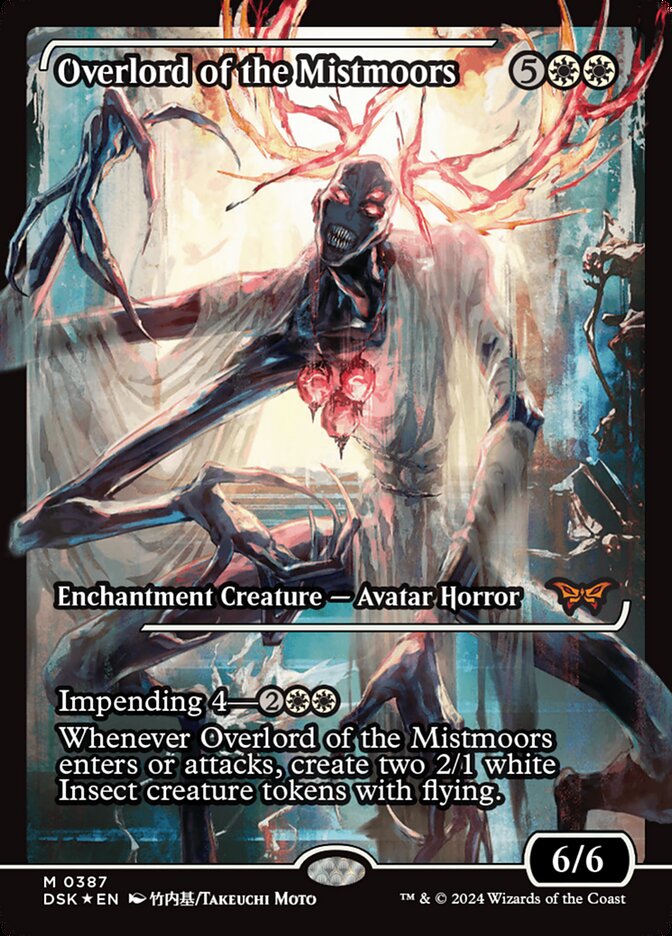 Overlord of the Mistmoors 5
Enchantment Creature — Avatar Horror
Impending 4—2
Whenever Overlord of the Mistmoors
enters or attacks, create two 2/1 white
Insect creature tokens with flying.
6/6
M 0387
DSK★EN 竹内基/Takeuchi Moto
™ & © 2024 Wizards of the Coast